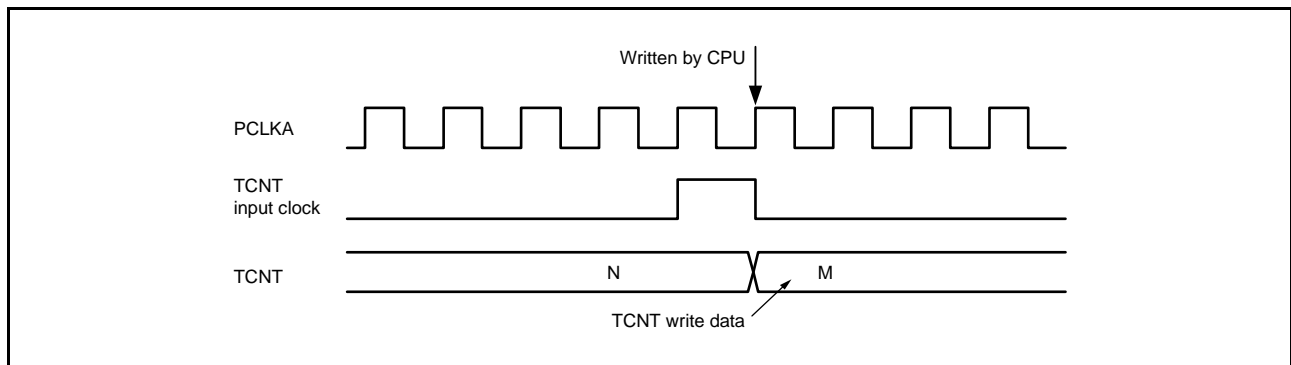 Written by CPU
PCLKA
TCNT
input clock
TCNT
N
M
TCNT write data